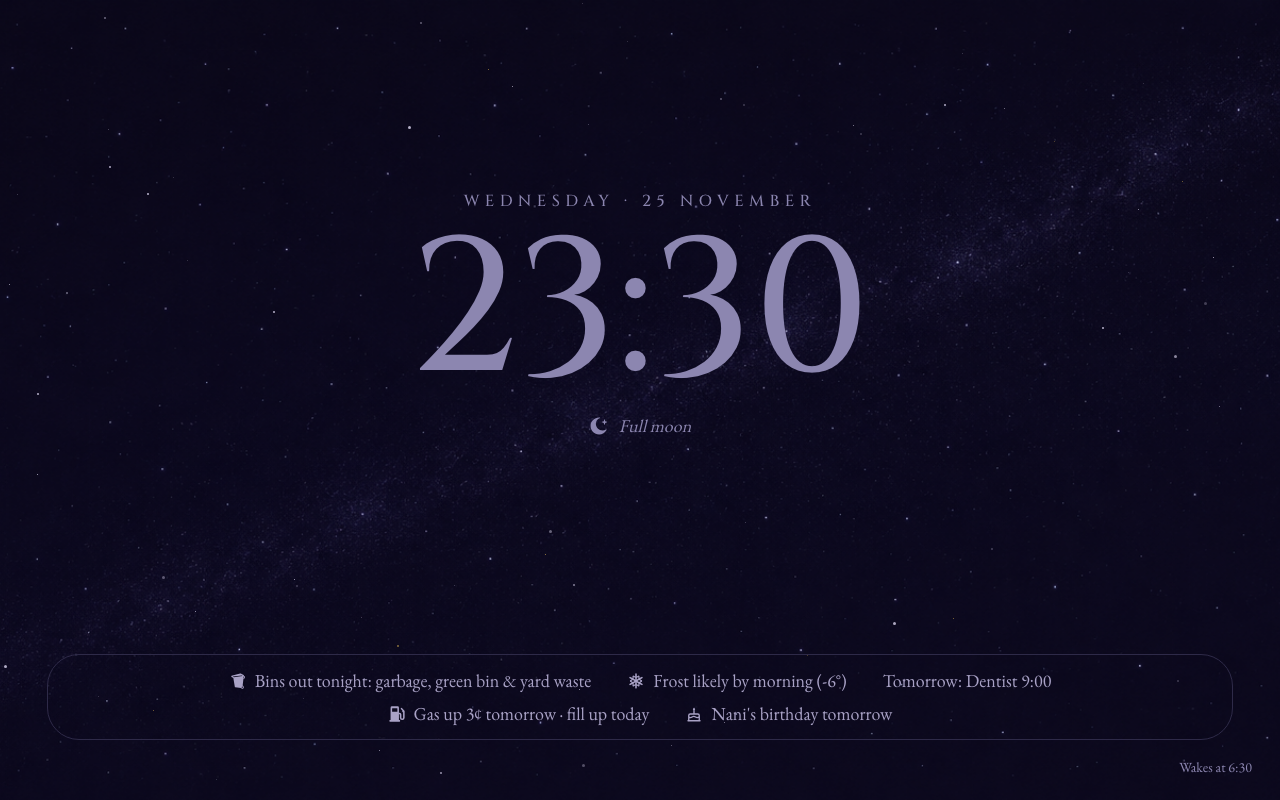 WEDNESDAY · 25 NOVEMBER
23:30
Full moon
Bins out tonight: garbage, green bin & yard waste Frost likely by morning (-6°) Tomorrow: Dentist 9:00
Gas up 3¢ tomorrow · fill up today Nani's birthday tomorrow
Wakes at 6:30